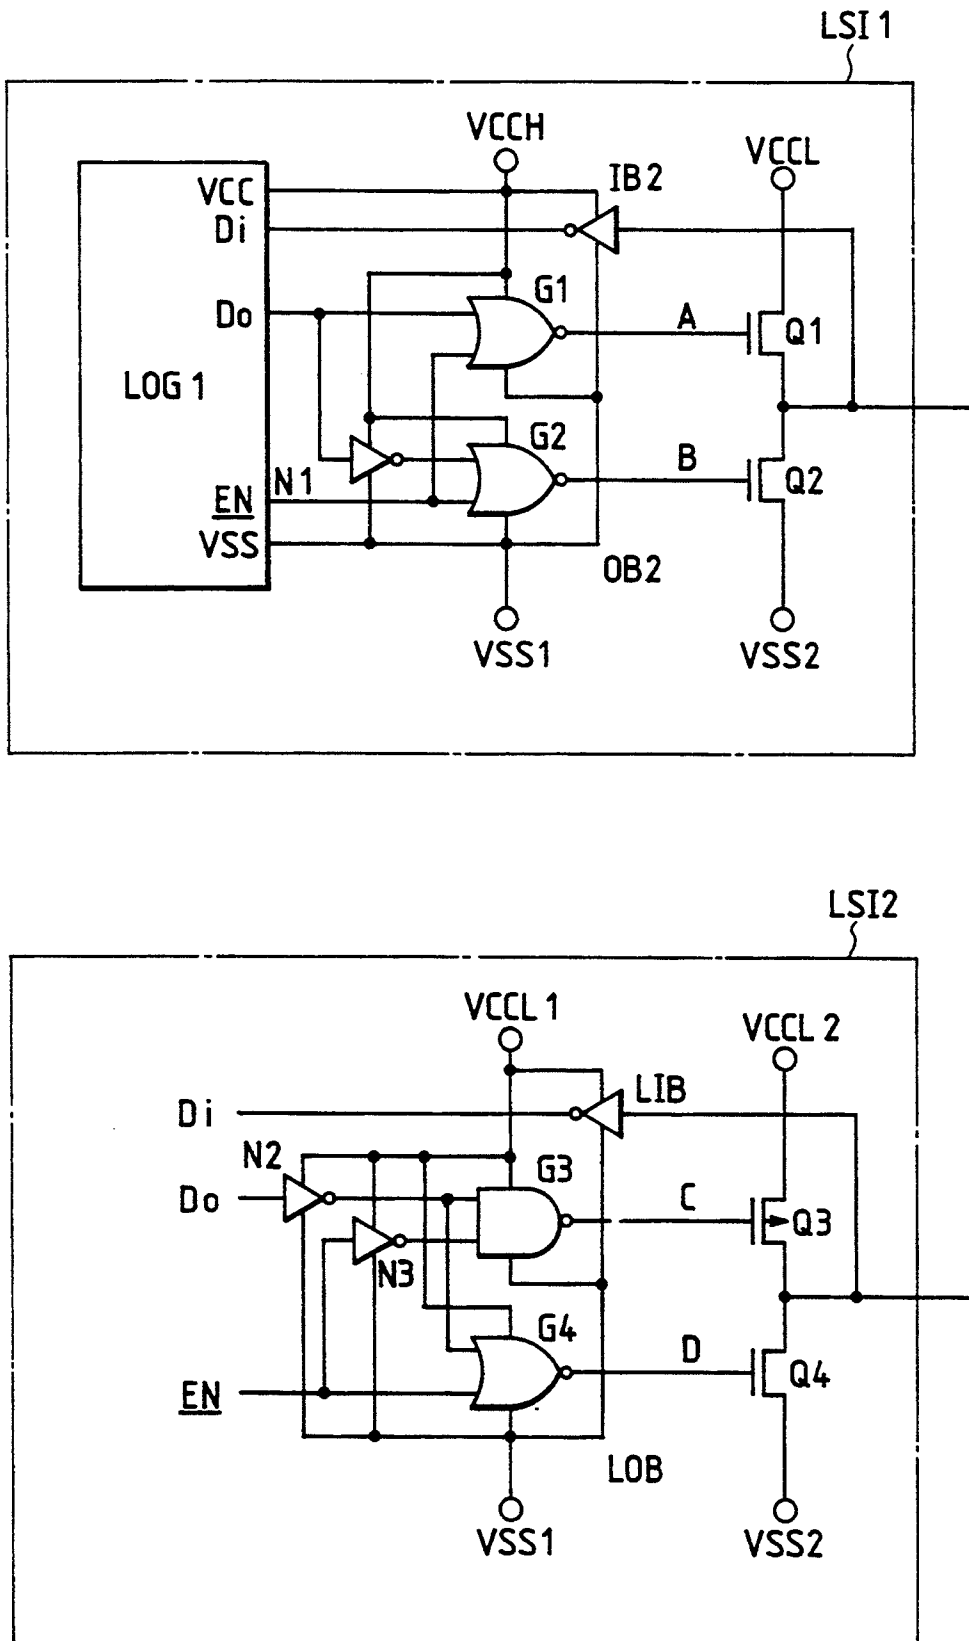 LSI 1
VCCH
VCCL
IB2
VCC
Di
Do
G1
A
Q1
LOG 1
G2
B
Q2
N1
EN
VSS
OB2
VSS1
VSS2
LSI2
VCCL 1
VCCL 2
LIB
Di
N2
G3
Do
C
Q3
N3
G4
D
Q4
EN
LOB
VSS1
VSS2